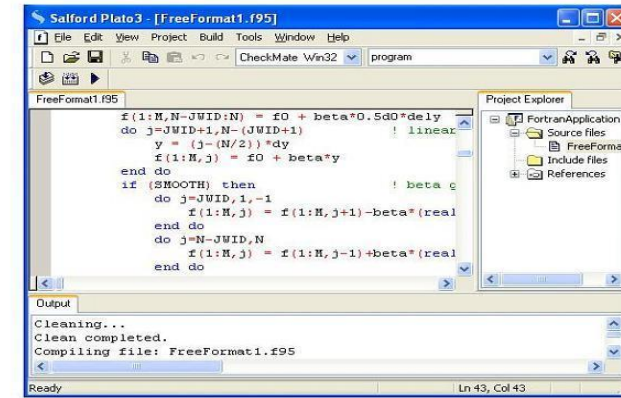 Salford Plato3 - [FreeFormat1.f95]
File Edit View Project Build Tools Window Help
CheckMate Win32 program
FreeFormat1.f95
Project Explorer
f(1:M,N-JWID:N) = f0 + beta*0.5d0*dely
do j=JWID+1,N-(JWID+1) ! linear
y = (j-(N/2))*dy
f(1:M,j) = f0 + beta*y
end do
if (SMOOTH) then ! beta
do j=JWID,1,-1
f(1:M,j) = f(1:M,j+1)-beta*(real
end do
do j=N-JWID,N
f(1:M,j) = f(1:M,j-1)+beta*(real
end do
FortranApplication
Source files
FreeForma
Include files
References
Output
Cleaning...
Clean completed.
Compiling file: FreeFormat1.f95
Ready Ln 43, Col 43